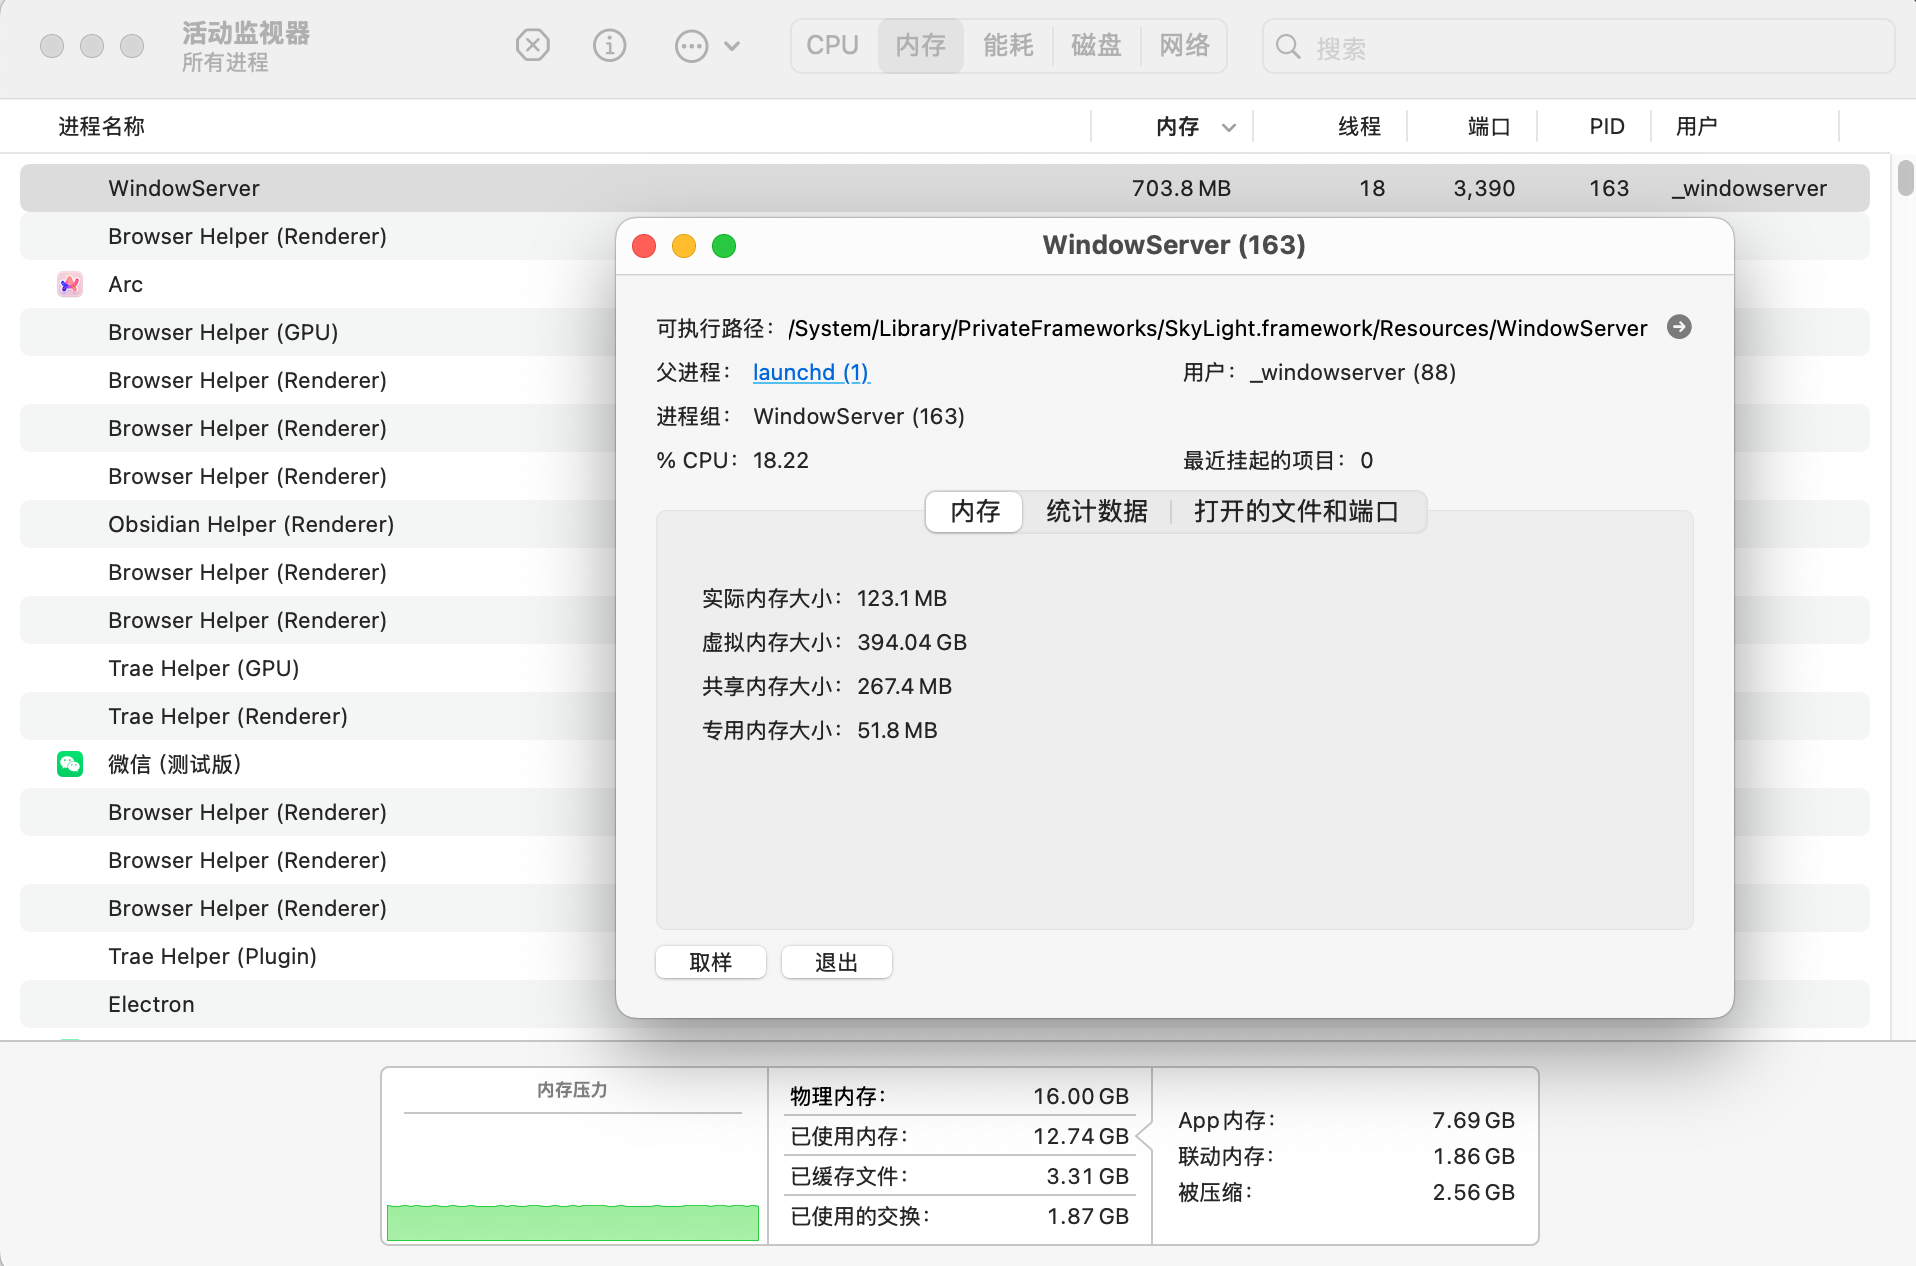 活动监视器
所有进程
CPU 内存 能耗 磁盘 网络 搜索
进程名称 内存 线程 端口 PID 用户
WindowServer 703.8 MB 18 3,390 163 _windowserver
Browser Helper (Renderer)
Arc
Browser Helper (GPU)
Browser Helper (Renderer)
Browser Helper (Renderer)
Browser Helper (Renderer)
Obsidian Helper (Renderer)
Browser Helper (Renderer)
Browser Helper (Renderer)
Trae Helper (GPU)
Trae Helper (Renderer)
微信 (测试版)
Browser Helper (Renderer)
Browser Helper (Renderer)
Browser Helper (Renderer)
Trae Helper (Plugin)
Electron
WindowServer (163)
可执行路径： /System/Library/PrivateFrameworks/SkyLight.framework/Resources/WindowServer
父进程： launchd (1) 用户： _windowserver (88)
进程组： WindowServer (163)
% CPU： 18.22 最近挂起的项目： 0
内存 统计数据 打开的文件和端口
实际内存大小： 123.1 MB
虚拟内存大小： 394.04 GB
共享内存大小： 267.4 MB
专用内存大小： 51.8 MB
取样 退出
内存压力
物理内存： 16.00 GB
已使用内存： 12.74 GB
已缓存文件： 3.31 GB
已使用的交换： 1.87 GB
App内存： 7.69 GB
联动内存： 1.86 GB
被压缩： 2.56 GB